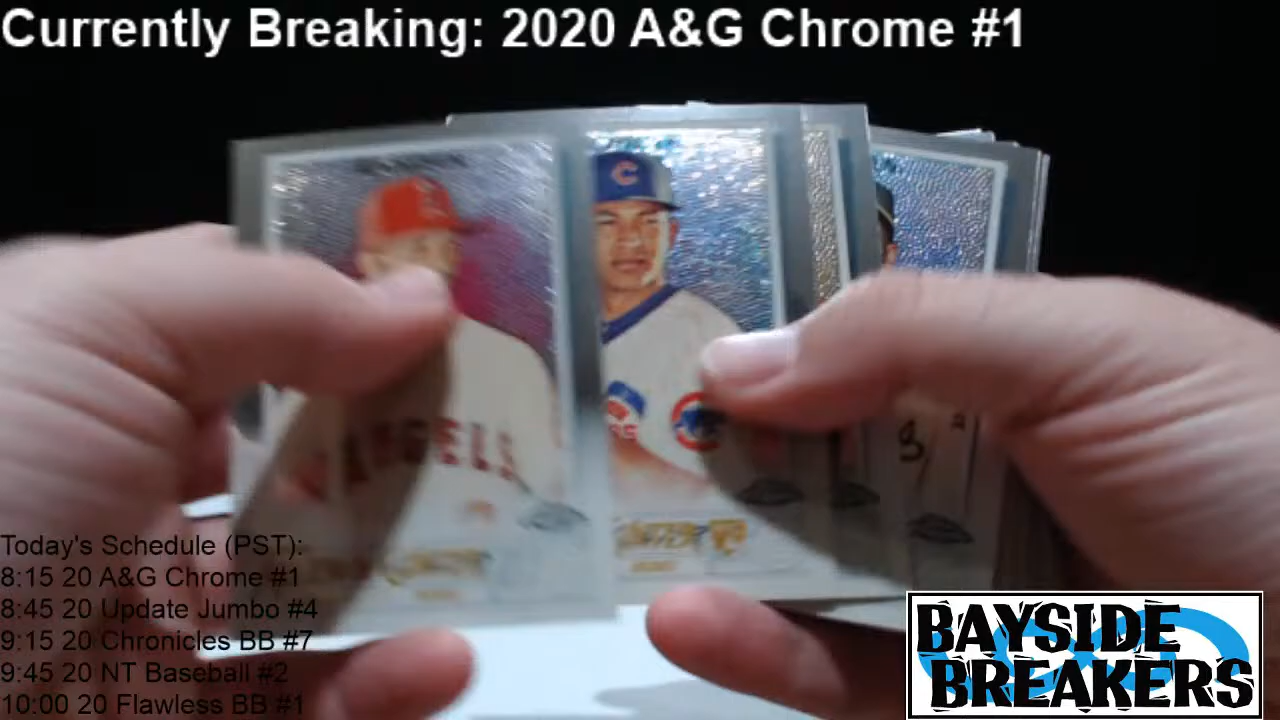 Currently Breaking: 2020 A&G Chrome #1
C
ANGELS
Today's Schedule (PST):
8:15 20 A&G Chrome #1
8:45 20 Update Jumbo #4
9:15 20 Chronicles BB #7
9:45 20 NT Baseball #2
10:00 20 Flawless BB #1
BAYSIDE
BREAKERS